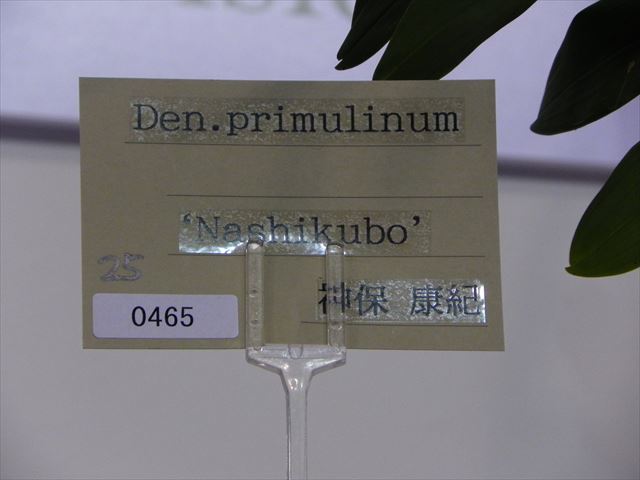 Den.primulinum
'Nashikubo'
25
0465
神保 康紀